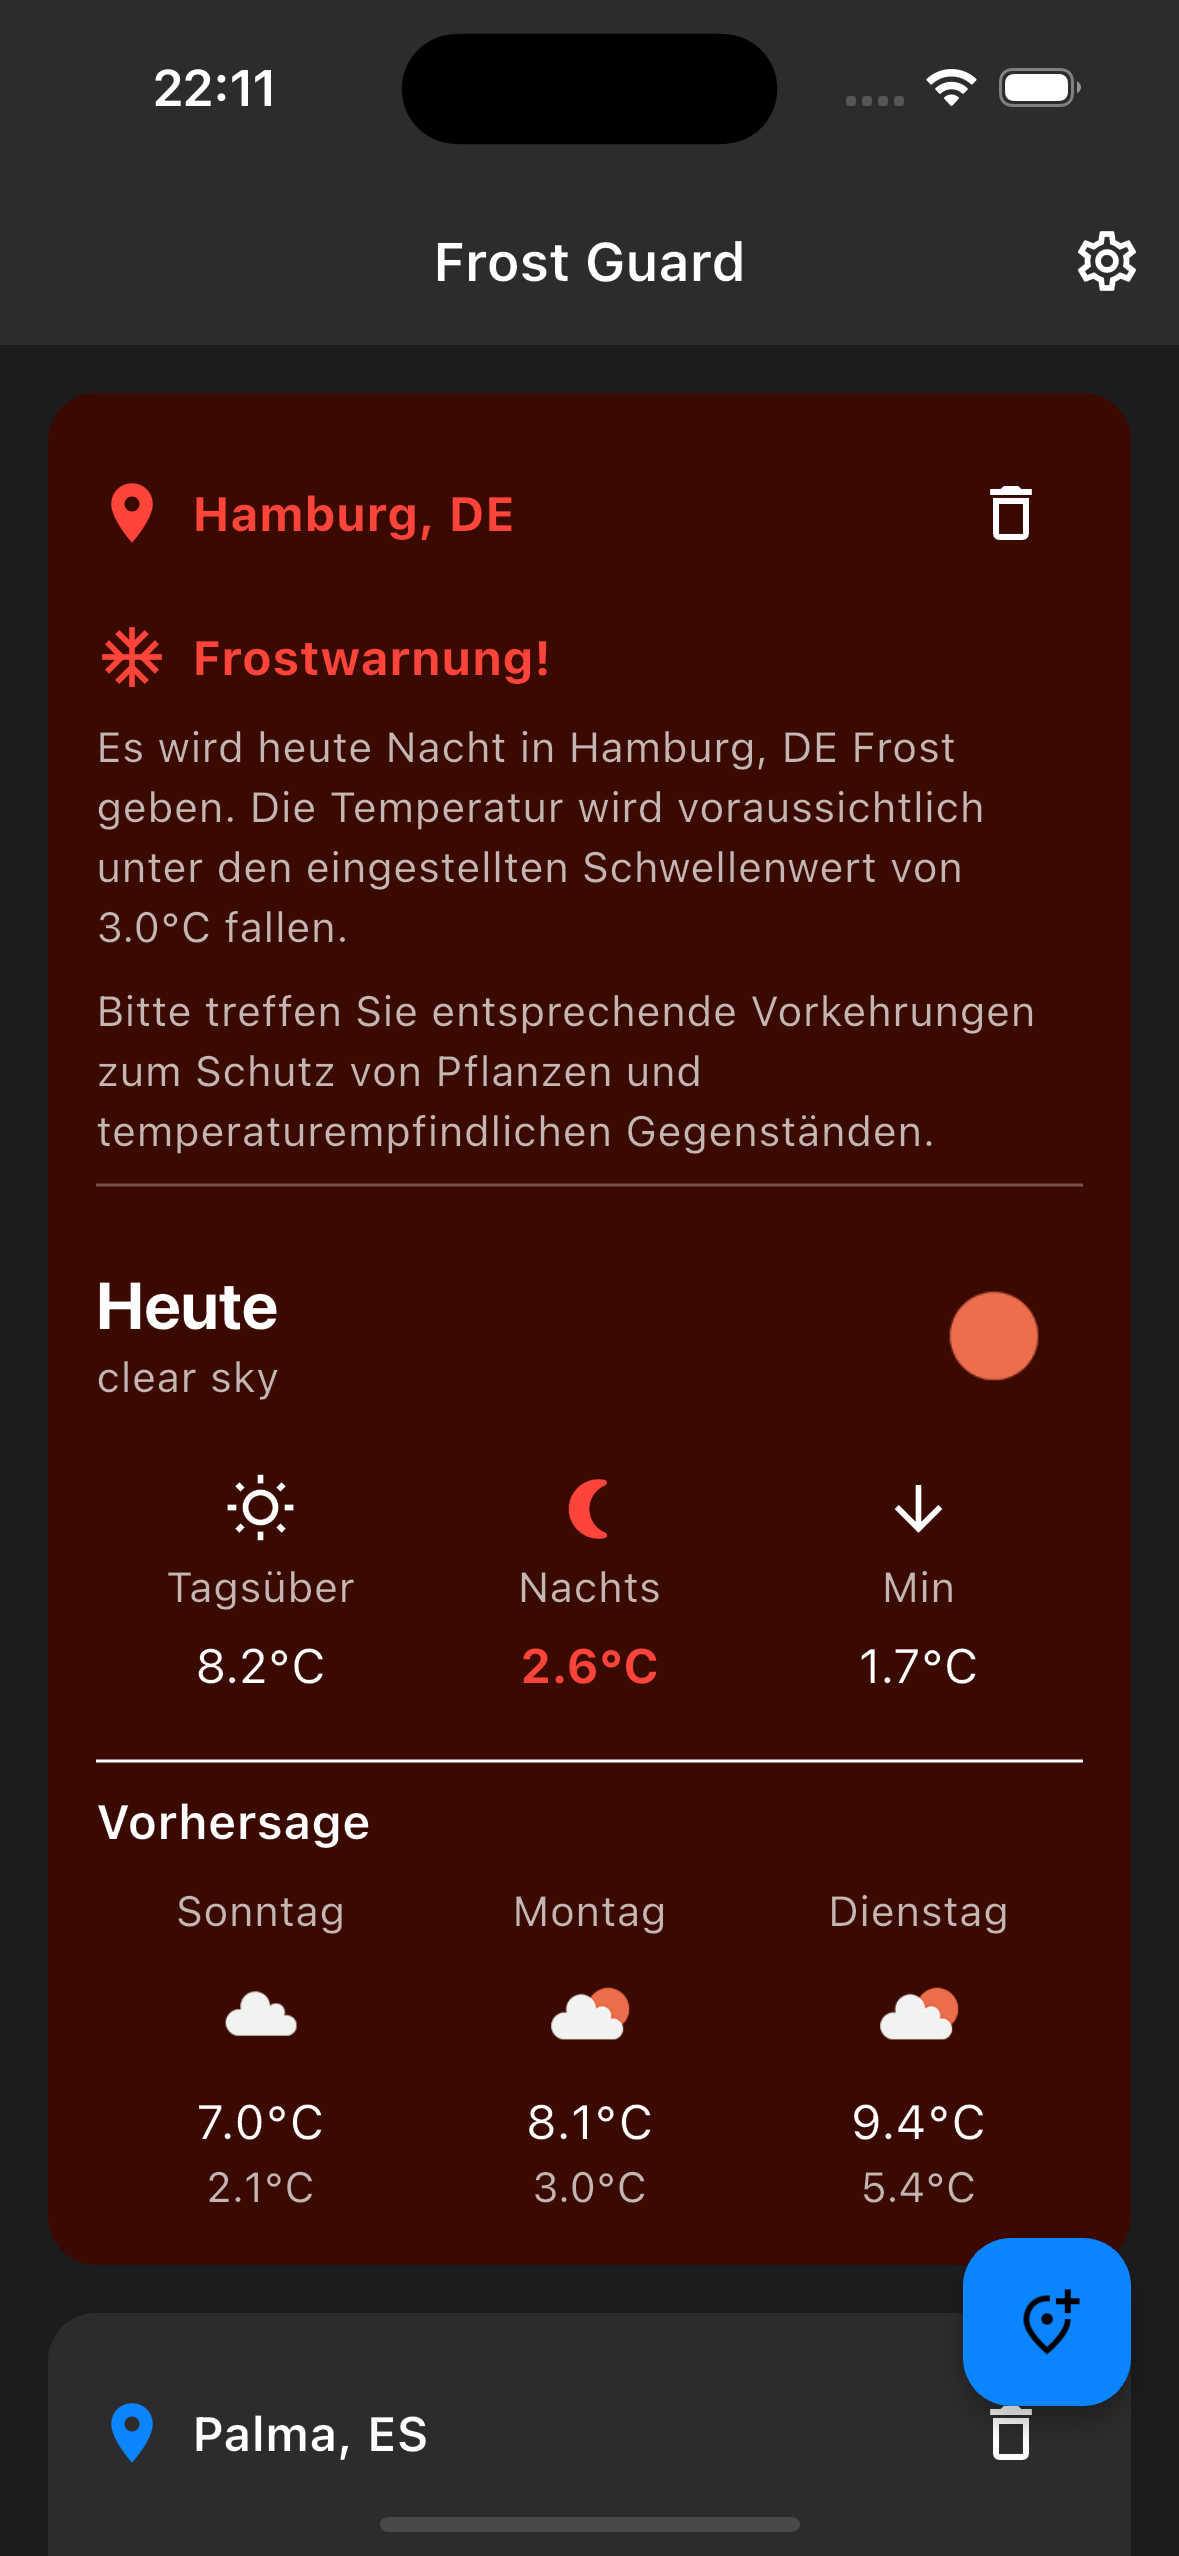 22:11
Frost Guard
Hamburg, DE
Frostwarnung!
Es wird heute Nacht in Hamburg, DE Frost
geben. Die Temperatur wird voraussichtlich
unter den eingestellten Schwellenwert von
3.0°C fallen.
Bitte treffen Sie entsprechende Vorkehrungen
zum Schutz von Pflanzen und
temperaturempfindlichen Gegenständen.
Heute
clear sky
Tagsüber Nachts Min
8.2°C 2.6°C 1.7°C
Vorhersage
Sonntag Montag Dienstag
7.0°C 8.1°C 9.4°C
2.1°C 3.0°C 5.4°C
Palma, ES